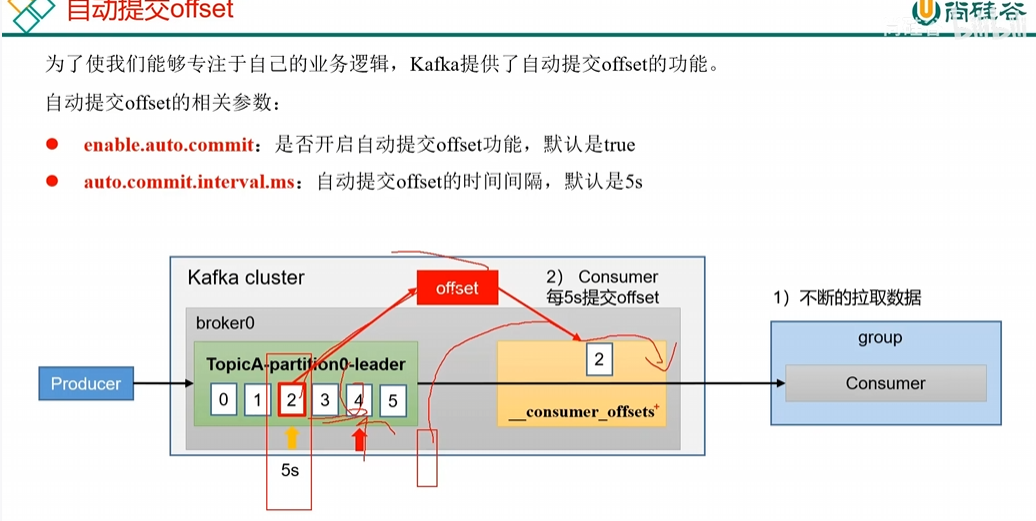 自动提交offset
尚硅谷
为了使我们能够专注于自己的业务逻辑，Kafka提供了自动提交offset的功能。
自动提交offset的相关参数：
enable.auto.commit：是否开启自动提交offset功能，默认是true
auto.commit.interval.ms：自动提交offset的时间间隔，默认是5s
Kafka cluster
offset
2） Consumer
每5s提交offset
1）不断的拉取数据
broker0
group
TopicA-partition0-leader
2
Producer
Consumer
0 1 2 3 4 5
__consumer_offsets
5s